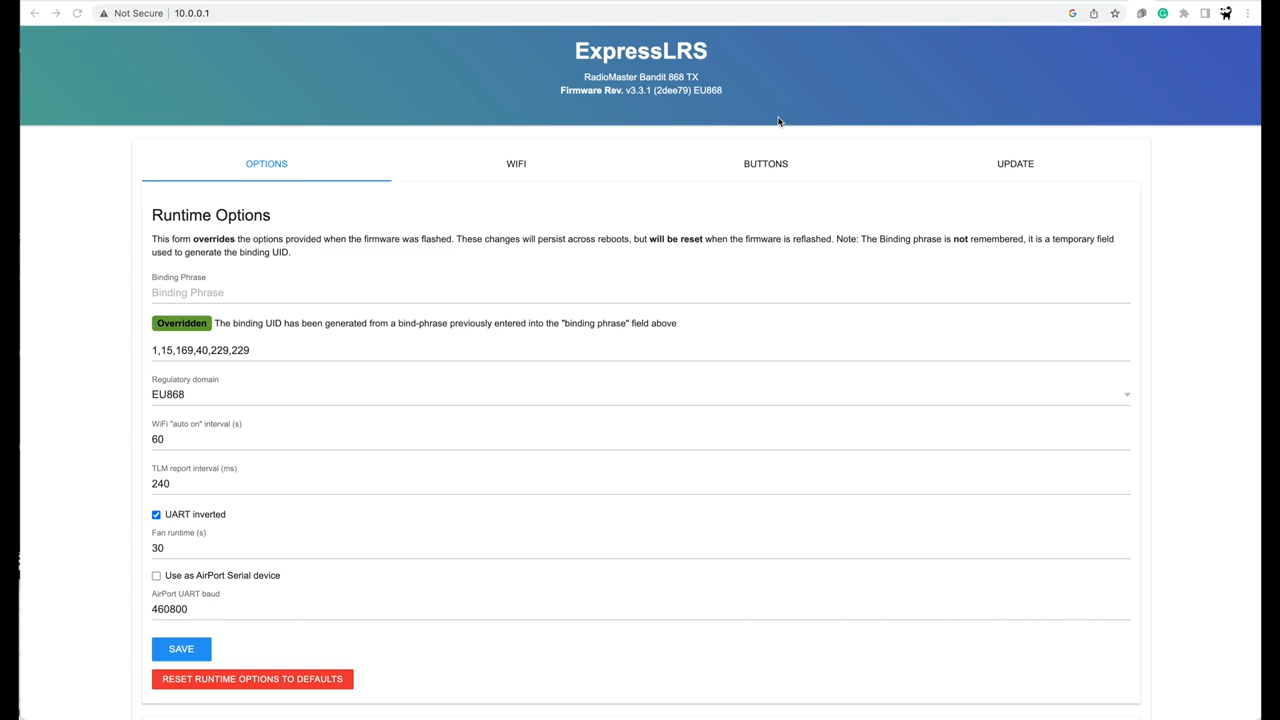 Not Secure 10.0.0.1
ExpressLRS
RadioMaster Bandit 868 TX
Firmware Rev. v3.3.1 (2dee79) EU868
OPTIONS WIFI BUTTONS UPDATE
Runtime Options
This form overrides the options provided when the firmware was flashed. These changes will persist across reboots, but will be reset when the firmware is reflashed. Note: The Binding phrase is not remembered, it is a temporary field
used to generate the binding UID.
Binding Phrase
Binding Phrase
Overridden The binding UID has been generated from a bind-phrase previously entered into the "binding phrase" field above
1,15,169,40,229,229
Regulatory domain
EU868
WiFi "auto on" interval (s)
60
TLM report interval (ms)
240
UART inverted
Fan runtime (s)
30
Use as AirPort Serial device
AirPort UART baud
460800
SAVE
RESET RUNTIME OPTIONS TO DEFAULTS